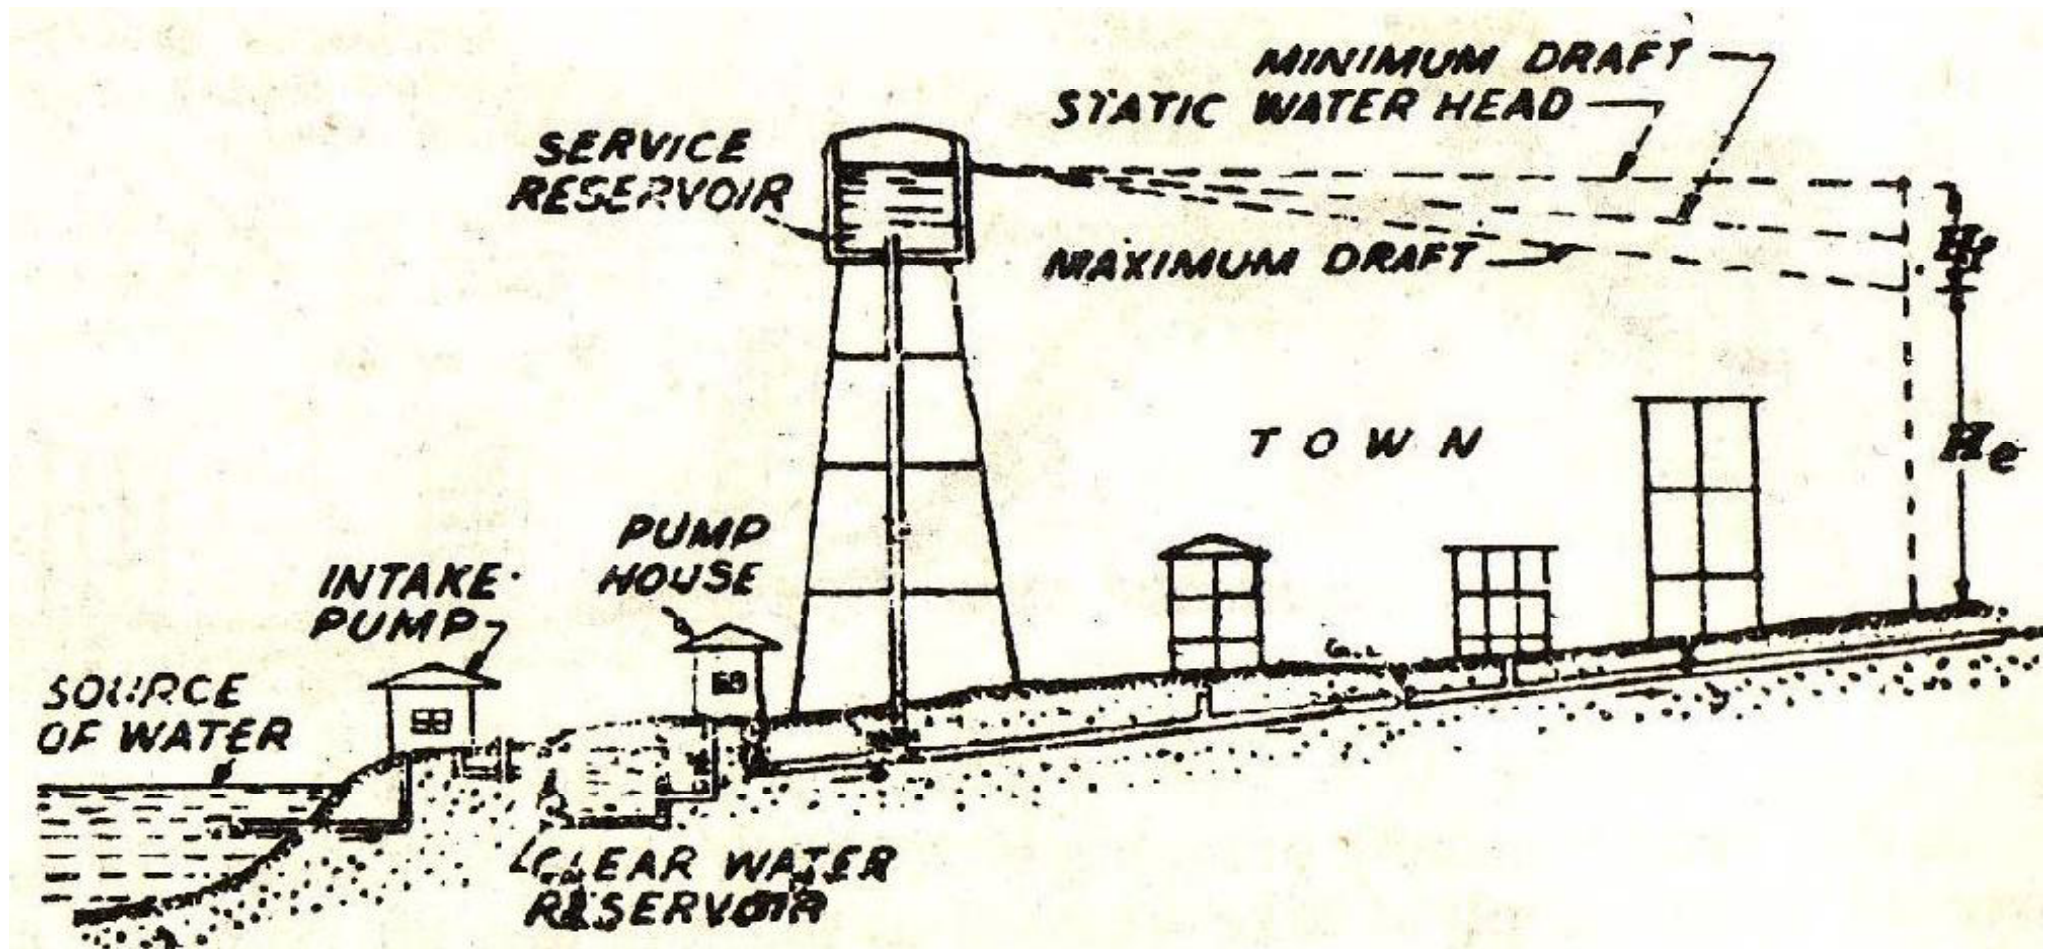 MINIMUM DRAFT
STATIC WATER HEAD
SERVICE
RESERVOIR
MAXIMUM DRAFT
Hf
TOWN
He
PUMP
HOUSE
INTAKE
PUMP
SOURCE
OF WATER
G.L
CLEAR WATER
RESERVOIR